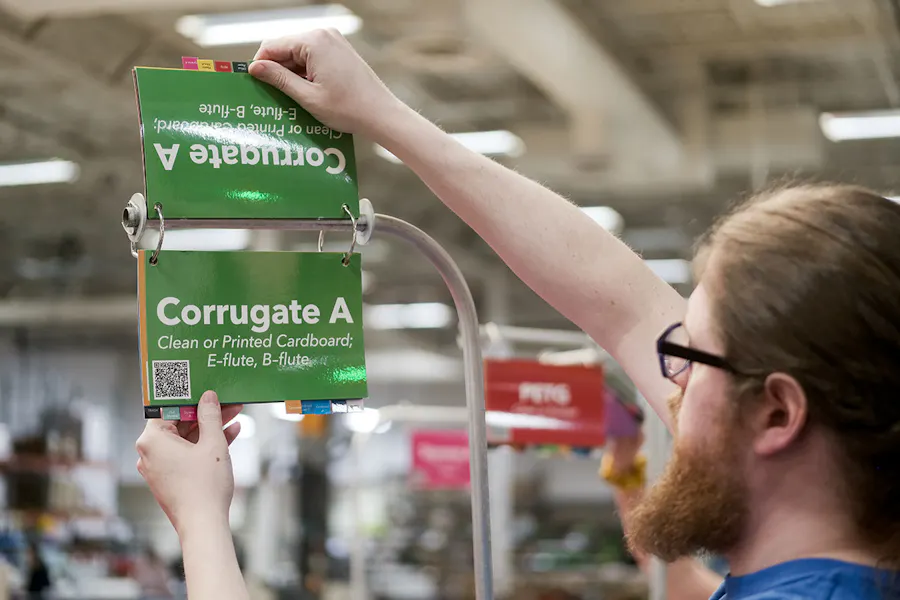 Corrugate A
Clean or Printed Cardboard;
E-flute, B-flute
Corrugate A
Clean or Printed Cardboard;
E-flute, B-flute
PETG